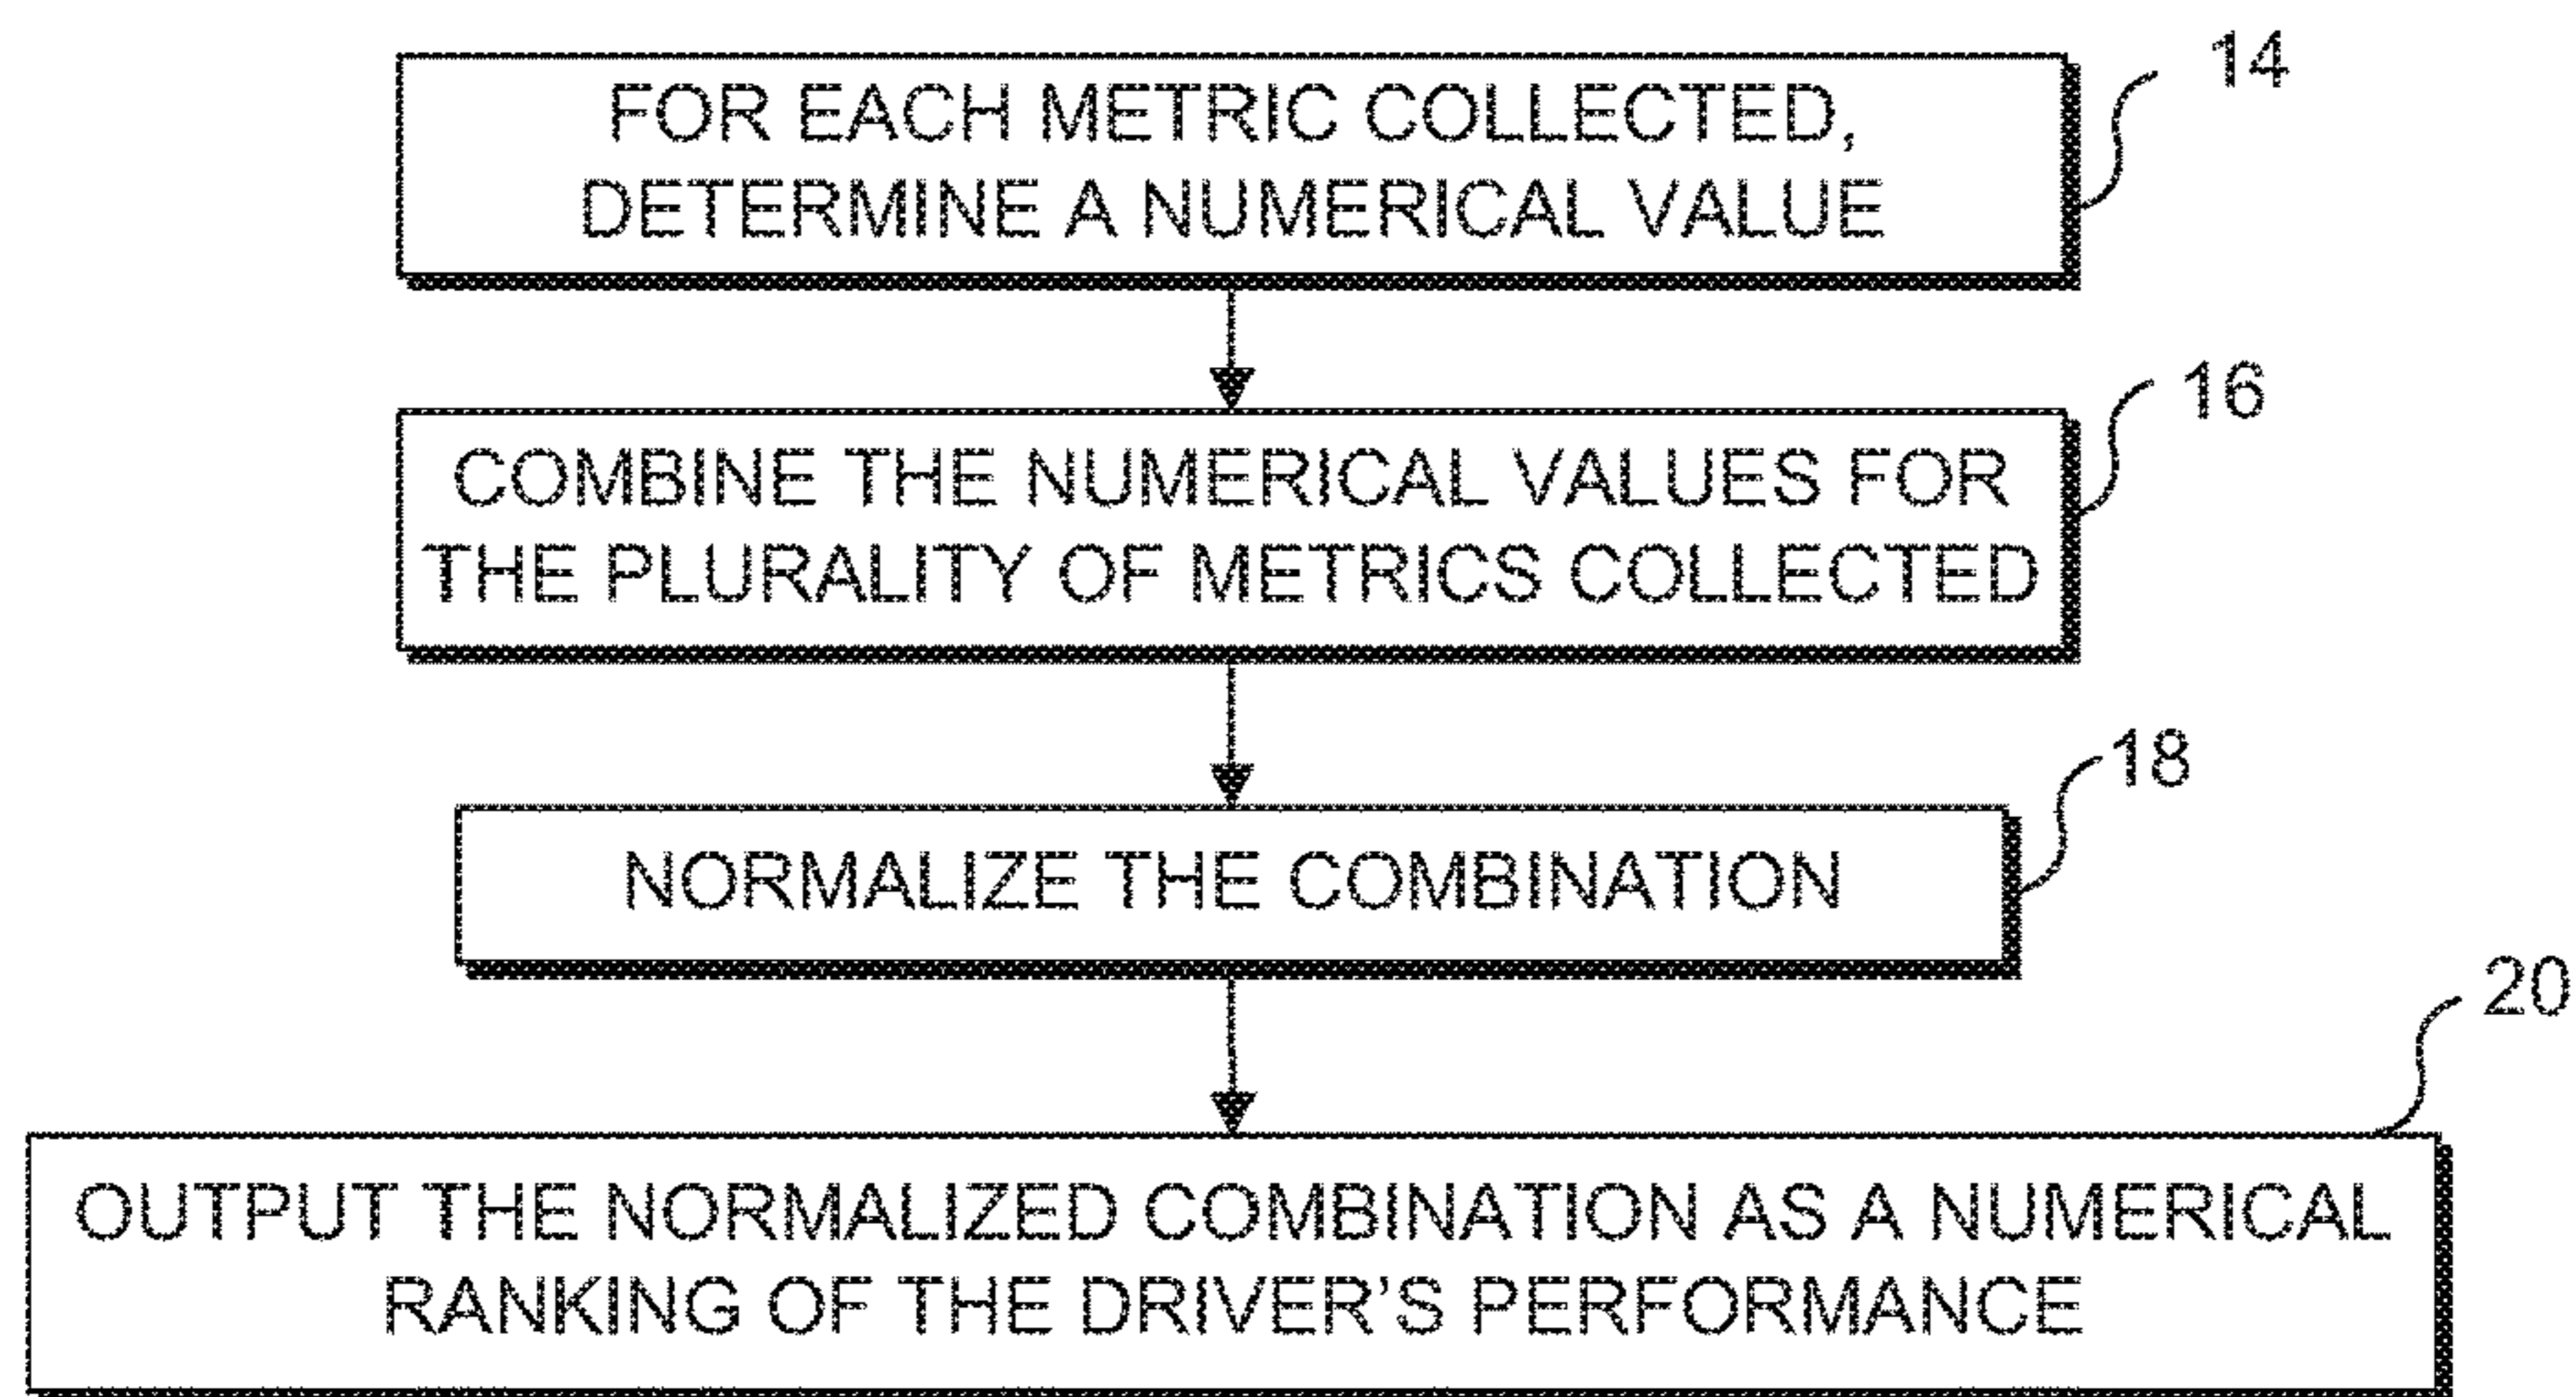 14
FOR EACH METRIC COLLECTED,
DETERMINE A NUMERICAL VALUE
16
COMBINE THE NUMERICAL VALUES FOR
THE PLURALITY OF METRICS COLLECTED
18
NORMALIZE THE COMBINATION
20
OUTPUT THE NORMALIZED COMBINATION AS A NUMERICAL
RANKING OF THE DRIVER'S PERFORMANCE